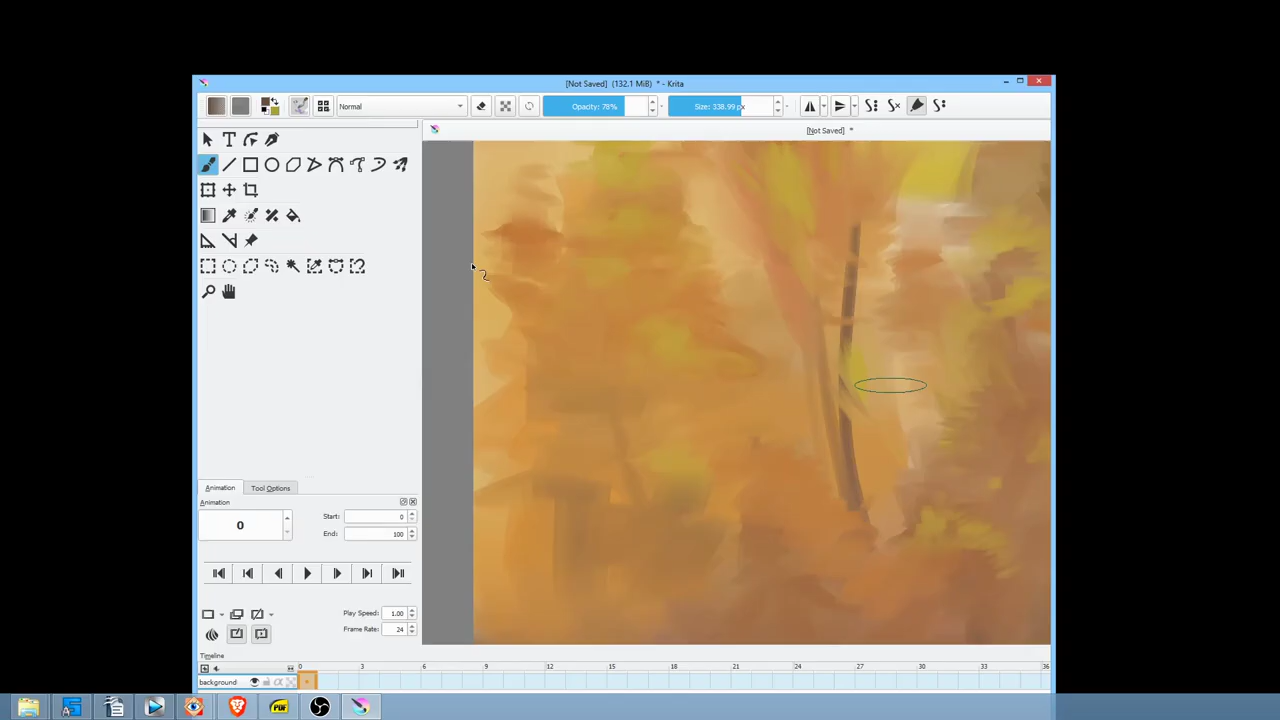 [Not Saved] (132.1 MiB) * - Krita
Normal
Opacity: 78%
Size: 338.99 px
[Not Saved] *
Animation
Tool Options
Animation
0
Start: 0
End: 100
Play Speed: 1.00
Frame Rate: 24
Timeline
0 3 6 9 12 15 18 21 24 27 30 33 36
background
PDF